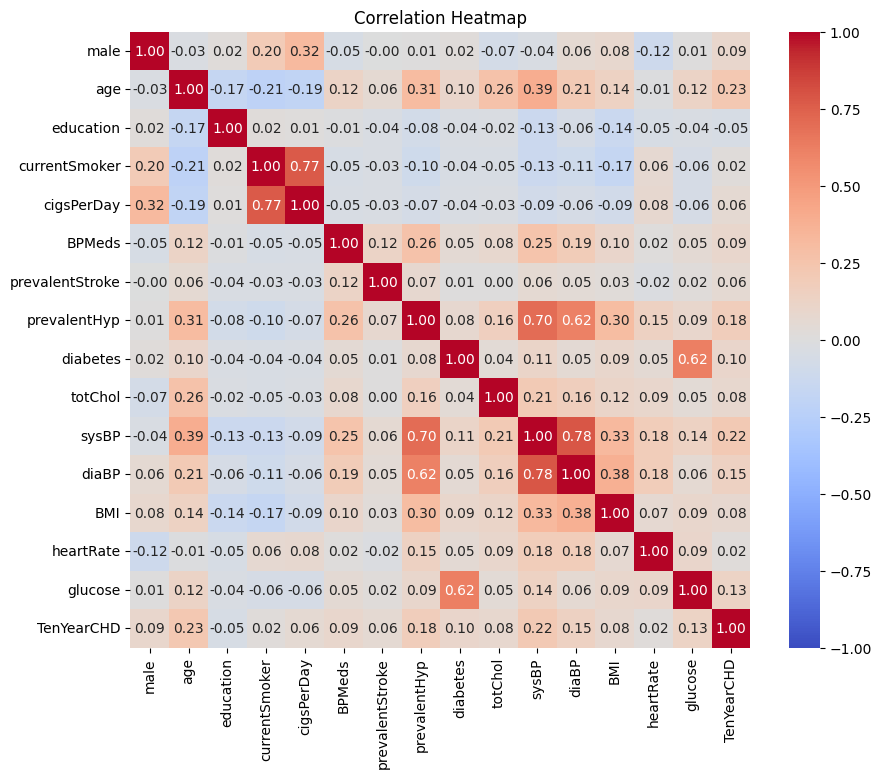 Correlation Heatmap
male 1.00 -0.03 0.02 0.20 0.32 -0.05 -0.00 0.01 0.02 -0.07 -0.04 0.06 0.08 -0.12 0.01 0.09
age -0.03 1.00 -0.17 -0.21 -0.19 0.12 0.06 0.31 0.10 0.26 0.39 0.21 0.14 -0.01 0.12 0.23
education 0.02 -0.17 1.00 0.02 0.01 -0.01 -0.04 -0.08 -0.04 -0.02 -0.13 -0.06 -0.14 -0.05 -0.04 -0.05
currentSmoker 0.20 -0.21 0.02 1.00 0.77 -0.05 -0.03 -0.10 -0.04 -0.05 -0.13 -0.11 -0.17 0.06 -0.06 0.02
cigsPerDay 0.32 -0.19 0.01 0.77 1.00 -0.05 -0.03 -0.07 -0.04 -0.03 -0.09 -0.06 -0.09 0.08 -0.06 0.06
BPMeds -0.05 0.12 -0.01 -0.05 -0.05 1.00 0.12 0.26 0.05 0.08 0.25 0.19 0.10 0.02 0.05 0.09
prevalentStroke -0.00 0.06 -0.04 -0.03 -0.03 0.12 1.00 0.07 0.01 0.00 0.06 0.05 0.03 -0.02 0.02 0.06
prevalentHyp 0.01 0.31 -0.08 -0.10 -0.07 0.26 0.07 1.00 0.08 0.16 0.70 0.62 0.30 0.15 0.09 0.18
diabetes 0.02 0.10 -0.04 -0.04 -0.04 0.05 0.01 0.08 1.00 0.04 0.11 0.05 0.09 0.05 0.62 0.10
totChol -0.07 0.26 -0.02 -0.05 -0.03 0.08 0.00 0.16 0.04 1.00 0.21 0.16 0.12 0.09 0.05 0.08
sysBP -0.04 0.39 -0.13 -0.13 -0.09 0.25 0.06 0.70 0.11 0.21 1.00 0.78 0.33 0.18 0.14 0.22
diaBP 0.06 0.21 -0.06 -0.11 -0.06 0.19 0.05 0.62 0.05 0.16 0.78 1.00 0.38 0.18 0.06 0.15
BMI 0.08 0.14 -0.14 -0.17 -0.09 0.10 0.03 0.30 0.09 0.12 0.33 0.38 1.00 0.07 0.09 0.08
heartRate -0.12 -0.01 -0.05 0.06 0.08 0.02 -0.02 0.15 0.05 0.09 0.18 0.18 0.07 1.00 0.09 0.02
glucose 0.01 0.12 -0.04 -0.06 -0.06 0.05 0.02 0.09 0.62 0.05 0.14 0.06 0.09 0.09 1.00 0.13
TenYearCHD 0.09 0.23 -0.05 0.02 0.06 0.09 0.06 0.18 0.10 0.08 0.22 0.15 0.08 0.02 0.13 1.00
male age education currentSmoker cigsPerDay BPMeds prevalentStroke prevalentHyp diabetes totChol sysBP diaBP BMI heartRate glucose TenYearCHD
1.00
0.75
0.50
0.25
0.00
−0.25
−0.50
−0.75
−1.00